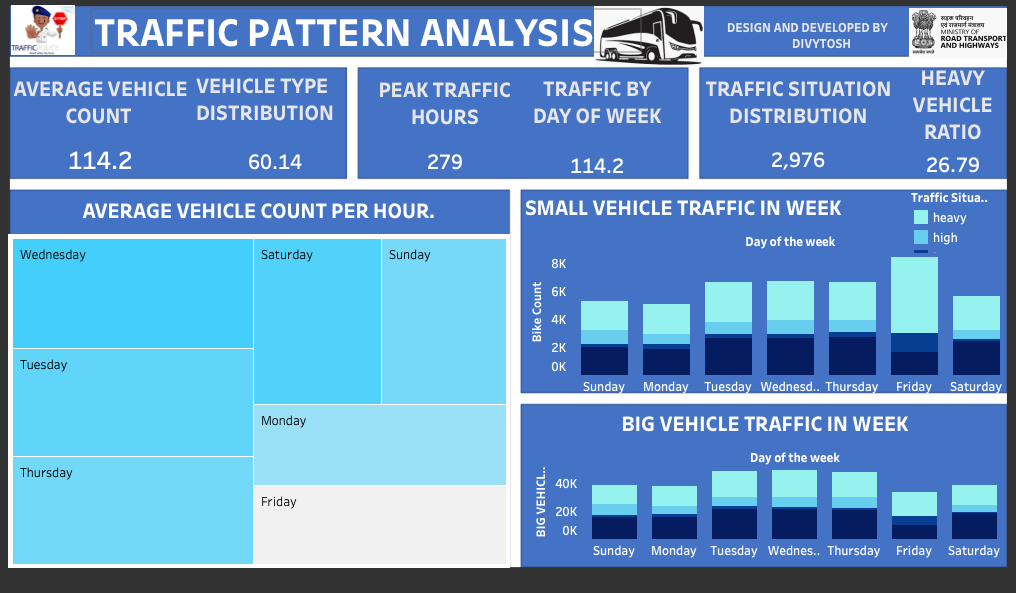 STOP
TRAFFIC POLICE
TRAFFIC PATTERN ANALYSIS
DESIGN AND DEVELOPED BY
DIVYTOSH
सड़क परिवहन
एवं राजमार्ग मंत्रालय
MINISTRY OF
ROAD TRANSPORT
AND HIGHWAYS
सत्यमेव जयते
AVERAGE VEHICLE
COUNT
114.2
VEHICLE TYPE
DISTRIBUTION
60.14
PEAK TRAFFIC
HOURS
279
TRAFFIC BY
DAY OF WEEK
114.2
TRAFFIC SITUATION
DISTRIBUTION
2,976
HEAVY
VEHICLE
RATIO
26.79
AVERAGE VEHICLE COUNT PER HOUR.
Wednesday
Saturday
Sunday
Tuesday
Monday
Thursday
Friday
SMALL VEHICLE TRAFFIC IN WEEK
Traffic Situa..
heavy
high
Day of the week
Bike Count
8K
6K
4K
2K
0K
Sunday Monday Tuesday Wednesd.. Thursday Friday Saturday
BIG VEHICLE TRAFFIC IN WEEK
Day of the week
BIG VEHICL..
40K
20K
0K
Sunday Monday Tuesday Wednes.. Thursday Friday Saturday